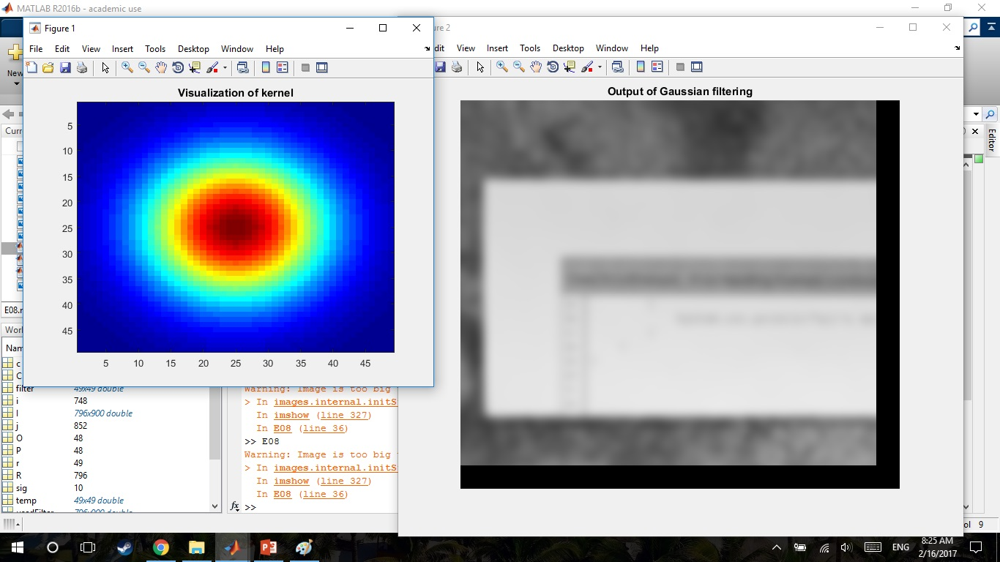 MATLAB R2016b - academic use
Figure 1
File Edit View Insert Tools Desktop Window Help
Visualization of kernel
5
10
15
20
25
30
35
40
45
5 10 15 20 25 30 35 40 45
ure 2
dit View Insert Tools Desktop Window Help
Output of Gaussian filtering
New
Curr
E08.r
Work
Nam
c
C
filter 49x49 double
i 748
I 796x900 double
j 852
O 48
P 48
r 49
R 796
sig 10
temp 49x49 double
Warning: Image is too big
> In images.internal.initS
In imshow (line 327)
In E08 (line 36)
>> E08
Warning: Image is too big
> In images.internal.initS
In imshow (line 327)
In E08 (line 36)
fx >>
Editor
ol 9
ENG
8:25 AM
2/16/2017